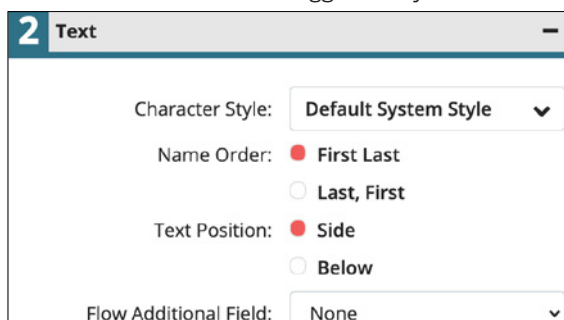 2 Text
Character Style: Default System Style
Name Order: First Last
Last, First
Text Position: Side
Below
Flow Additional Field: None